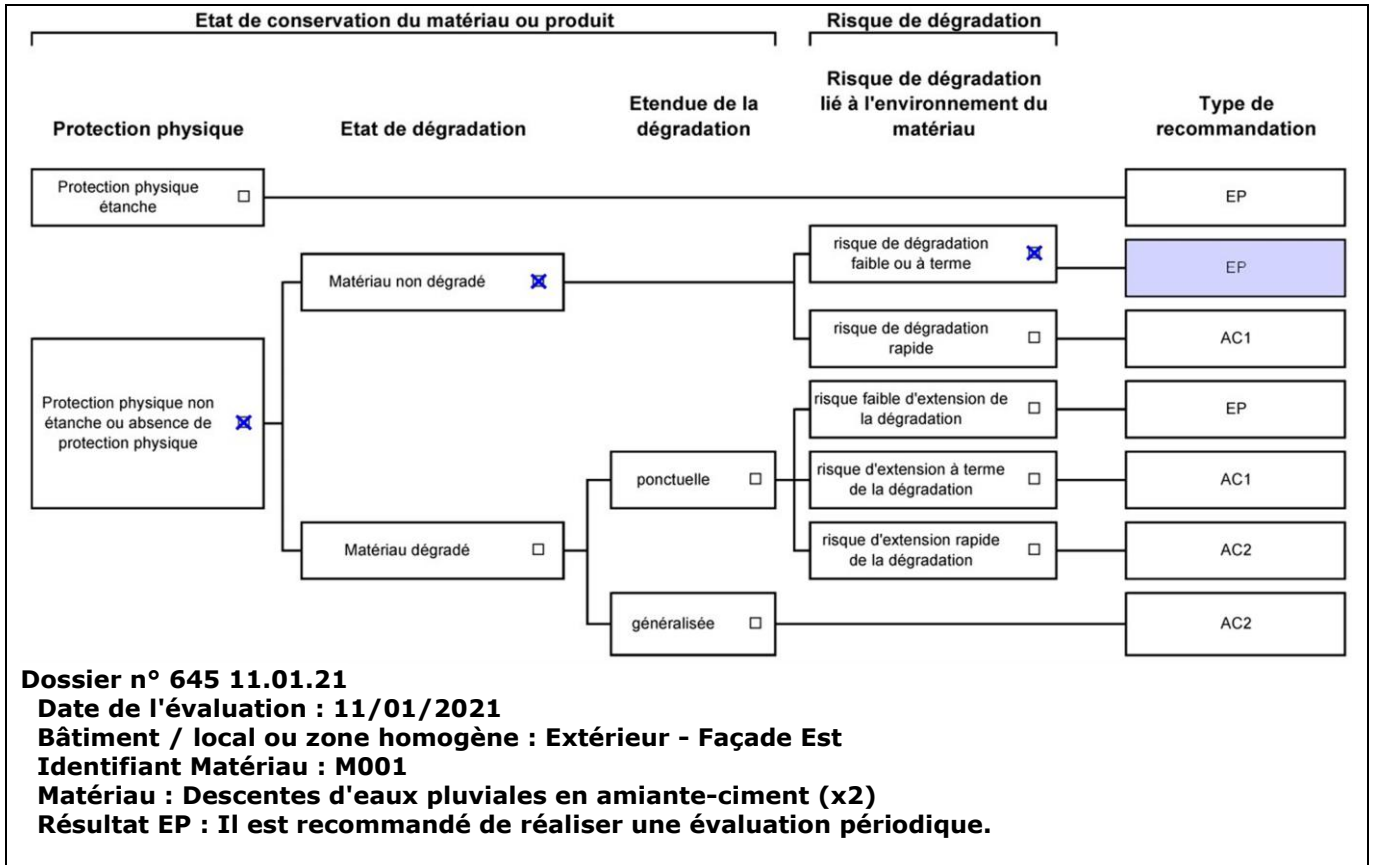 Etat de conservation du matériau ou produit
Risque de dégradation
Protection physique
Etat de dégradation
Etendue de la
dégradation
Risque de dégradation
lié à l'environnement du
matériau
Type de
recommandation
Protection physique
étanche
EP
risque de dégradation
faible ou à terme
EP
Matériau non dégradé
risque de dégradation
rapide
AC1
Protection physique non
étanche ou absence de
protection physique
risque faible d'extension de
la dégradation
EP
ponctuelle
risque d'extension à terme
de la dégradation
AC1
Matériau dégradé
risque d'extension rapide
de la dégradation
AC2
généralisée
AC2
Dossier n° 645 11.01.21
Date de l'évaluation : 11/01/2021
Bâtiment / local ou zone homogène : Extérieur - Façade Est
Identifiant Matériau : M001
Matériau : Descentes d'eaux pluviales en amiante-ciment (x2)
Résultat EP : Il est recommandé de réaliser une évaluation périodique.